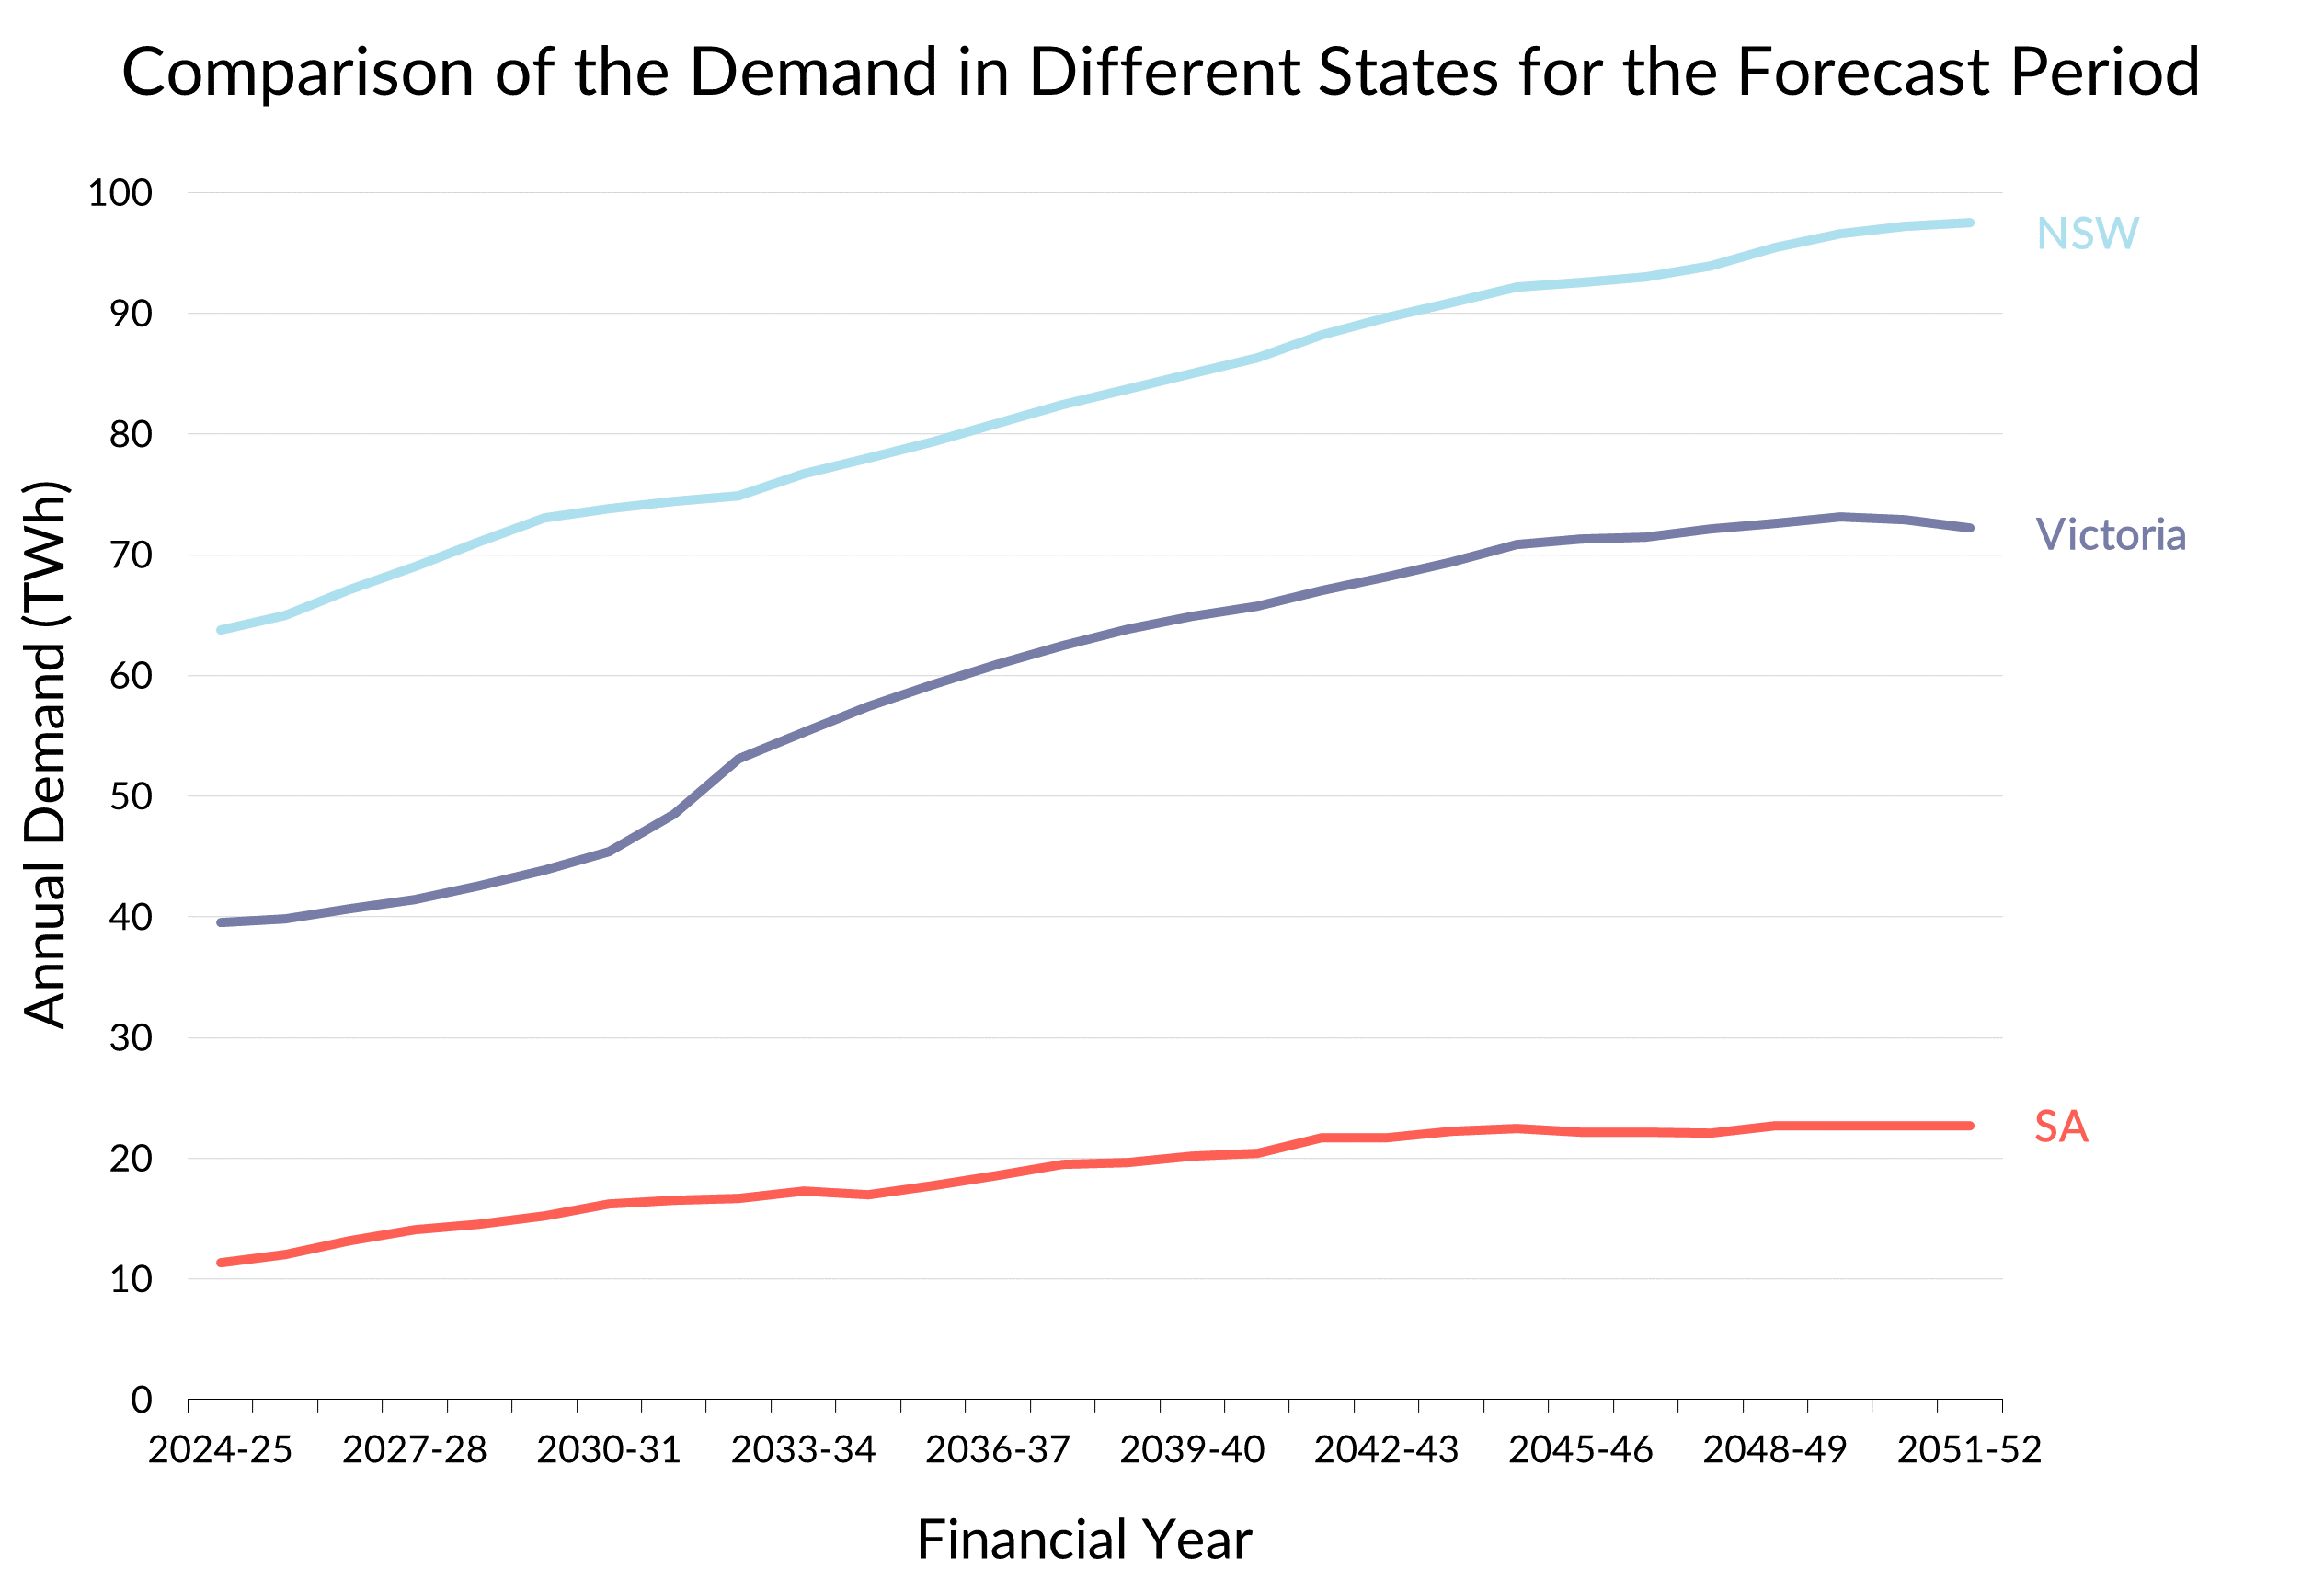 Comparison of the Demand in Different States for the Forecast Period
100
90
80
70
60
50
40
30
20
10
0
Annual Demand (TWh)
NSW
Victoria
SA
2024-25 2027-28 2030-31 2033-34 2036-37 2039-40 2042-43 2045-46 2048-49 2051-52
Financial Year